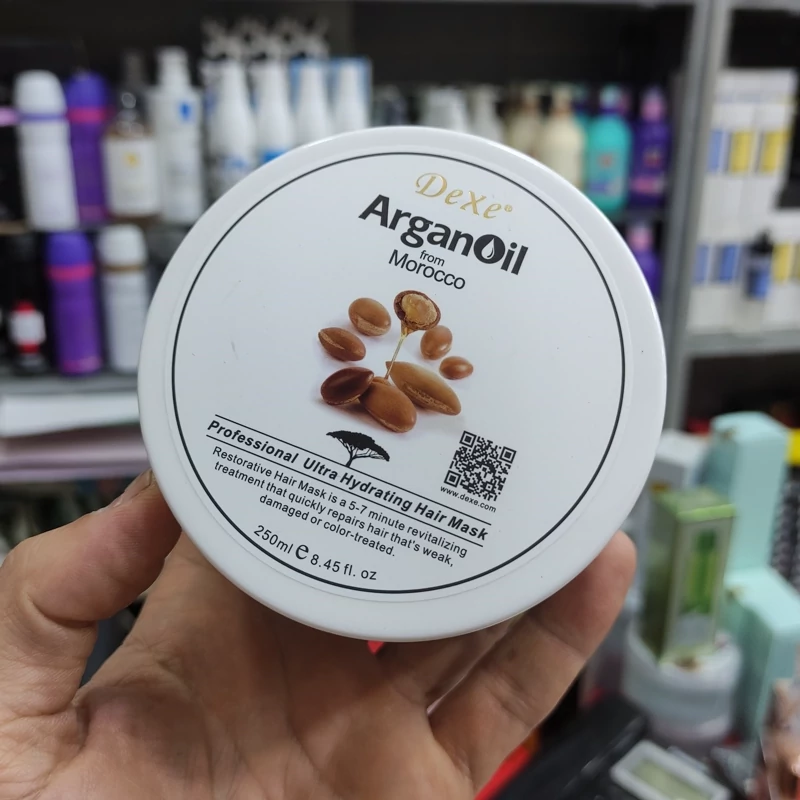 Dexe®
ArganOil
from
Morocco
Professional Ultra Hydrating Hair Mask
Restorative Hair Mask is a 5-7 minute revitalizing
treatment that quickly repairs hair that's weak,
damaged or color-treated.
www.dexe.com
250ml ℮ 8.45 fl. oz